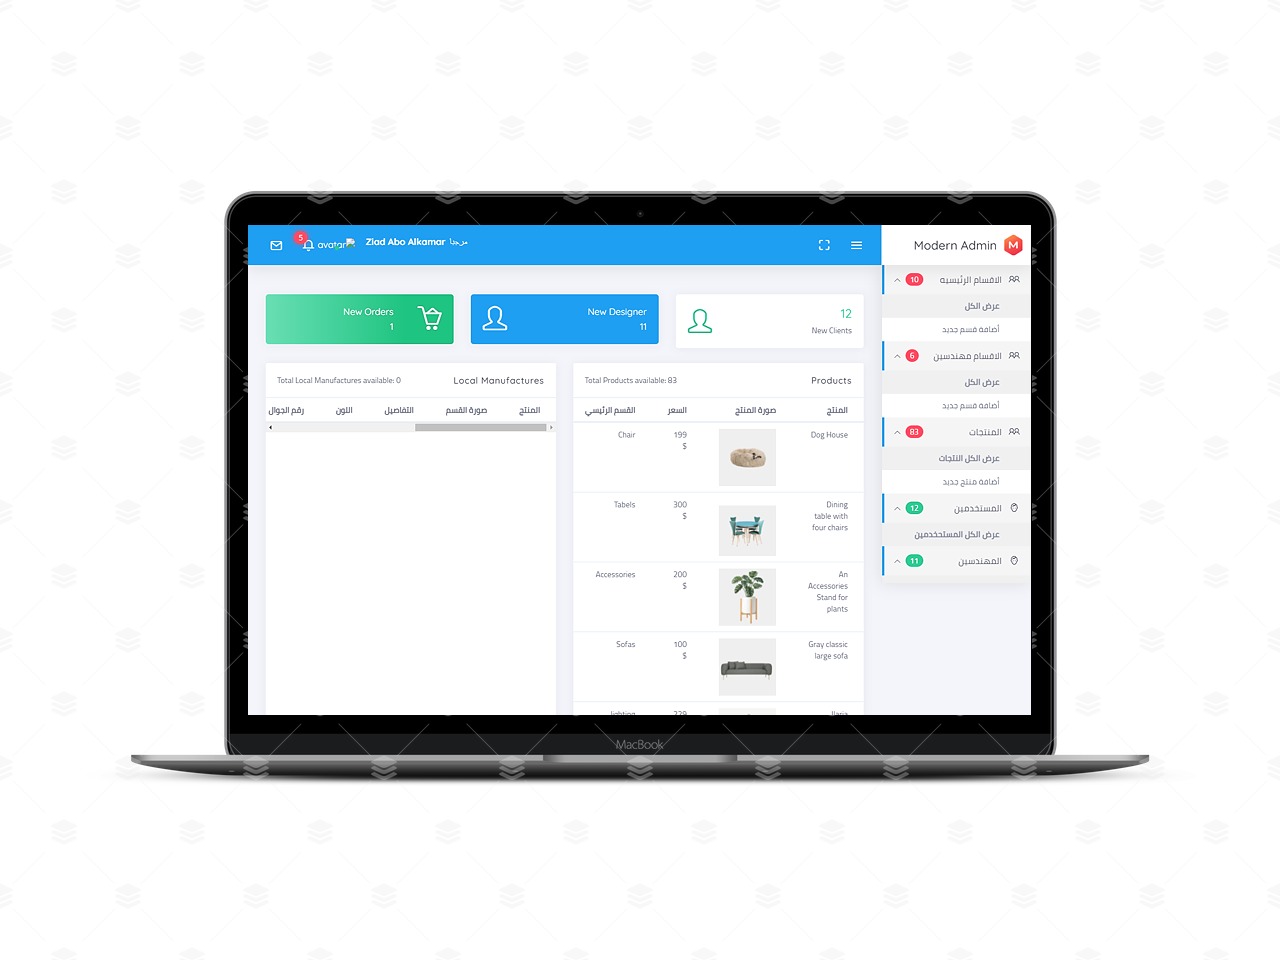 5
avatar
Ziad Abo Alkamar مرحبا
Modern Admin
M
New Orders
1
New Designer
11
12
New Clients
الاقسام الرئيسيه 10
عرض الكل
أضافة قسم جديد
الاقسام مهندسين 6
عرض الكل
أضافة قسم جديد
المنتجات 83
عرض الكل النتجات
أضافة منتج جديد
المستخدمين 12
عرض الكل المستخخدمين
المهندسين 11
Products
Total Products available: 83
المنتج صورة المنتج السعر القسم الرئيسي
Dog House 199 Chair
$
Dining 300 Tabels
table with $
four chairs
An 200 Accessories
Accessories $
Stand for
plants
Gray classic 100 Sofas
large sofa $
Ilaria 229 lighting
Local Manufactures
Total Local Manufactures available: 0
المنتج صورة القسم التفاصيل اللون رقم الجوال
MacBook